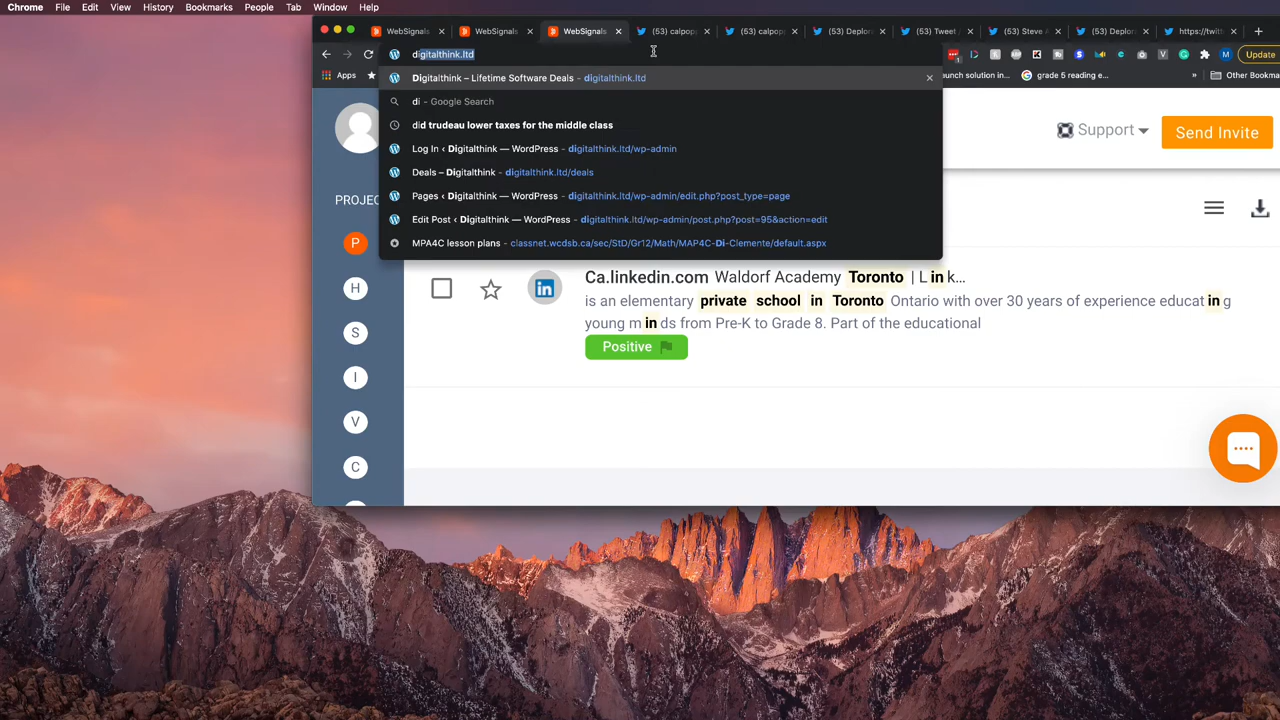 Chrome File Edit View History Bookmarks People Tab Window Help
WebSignals WebSignals WebSignals (53) calpop (53) calpop (53) Deplor (53) Tweet / (53) Steve A (53) Deplor https://twitt
digitalthink.ltd Update
Apps aunch solution in... grade 5 reading e... » Other Bookma
Digitalthink – Lifetime Software Deals - digitalthink.ltd
di - Google Search
did trudeau lower taxes for the middle class
Log In ‹ Digitalthink — WordPress - digitalthink.ltd/wp-admin
Deals – Digitalthink - digitalthink.ltd/deals
Pages ‹ Digitalthink — WordPress - digitalthink.ltd/wp-admin/edit.php?post_type=page
Edit Post ‹ Digitalthink — WordPress - digitalthink.ltd/wp-admin/post.php?post=95&action=edit
MPA4C lesson plans - classnet.wcdsb.ca/sec/StD/Gr12/Math/MAP4C-Di-Clemente/default.aspx
Support Send Invite
PROJEC
P
H
S
I
V
C
Ca.linkedin.com Waldorf Academy Toronto | L in k...
is an elementary private school in Toronto Ontario with over 30 years of experience educat in g
young m in ds from Pre-K to Grade 8. Part of the educational
Positive